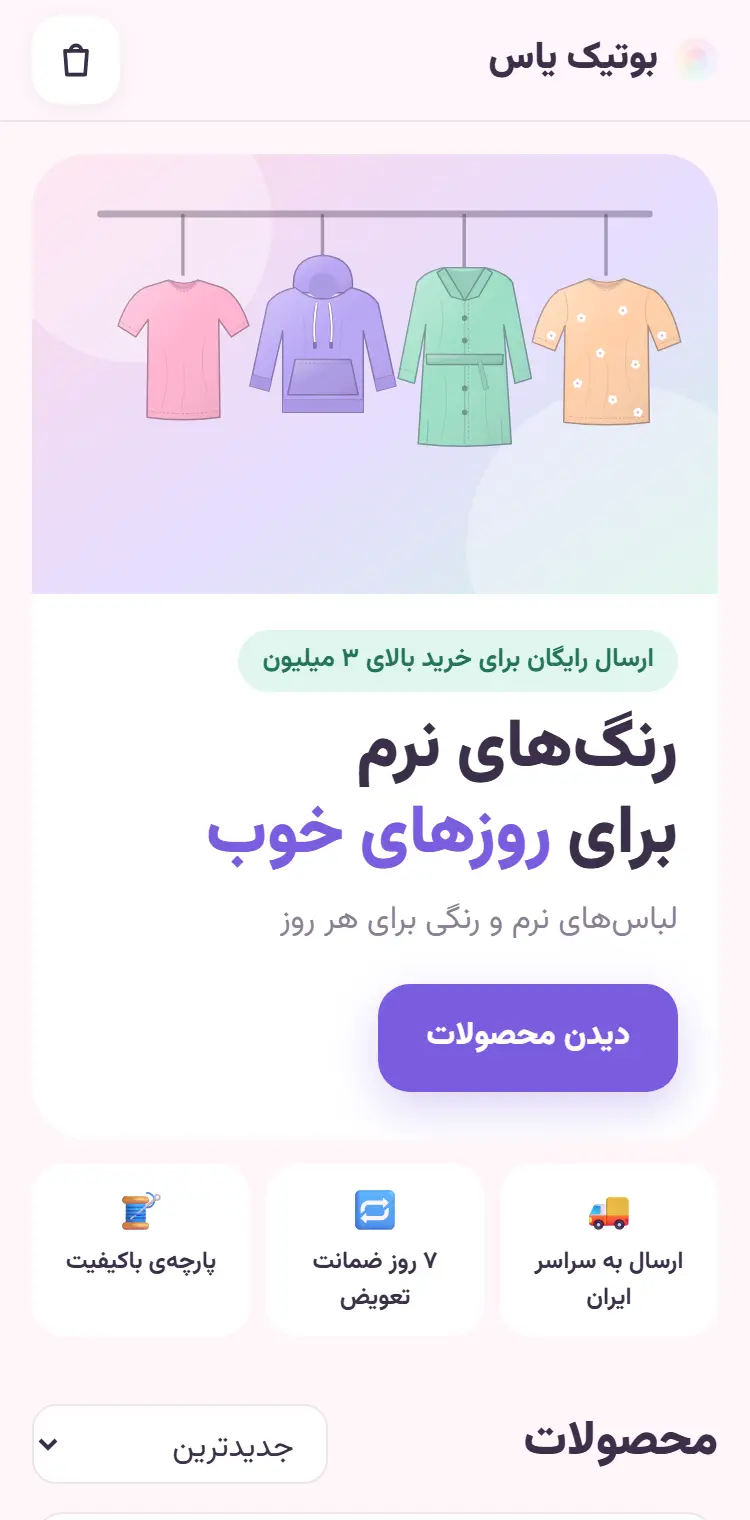 بوتیک یاس
ارسال رایگان برای خرید بالای ۳ میلیون
رنگ‌های نرم
برای روزهای خوب
لباس‌های نرم و رنگی برای هر روز
دیدن محصولات
ارسال به سراسر
ایران
۷ روز ضمانت
تعویض
پارچه‌ی باکیفیت
محصولات
جدیدترین